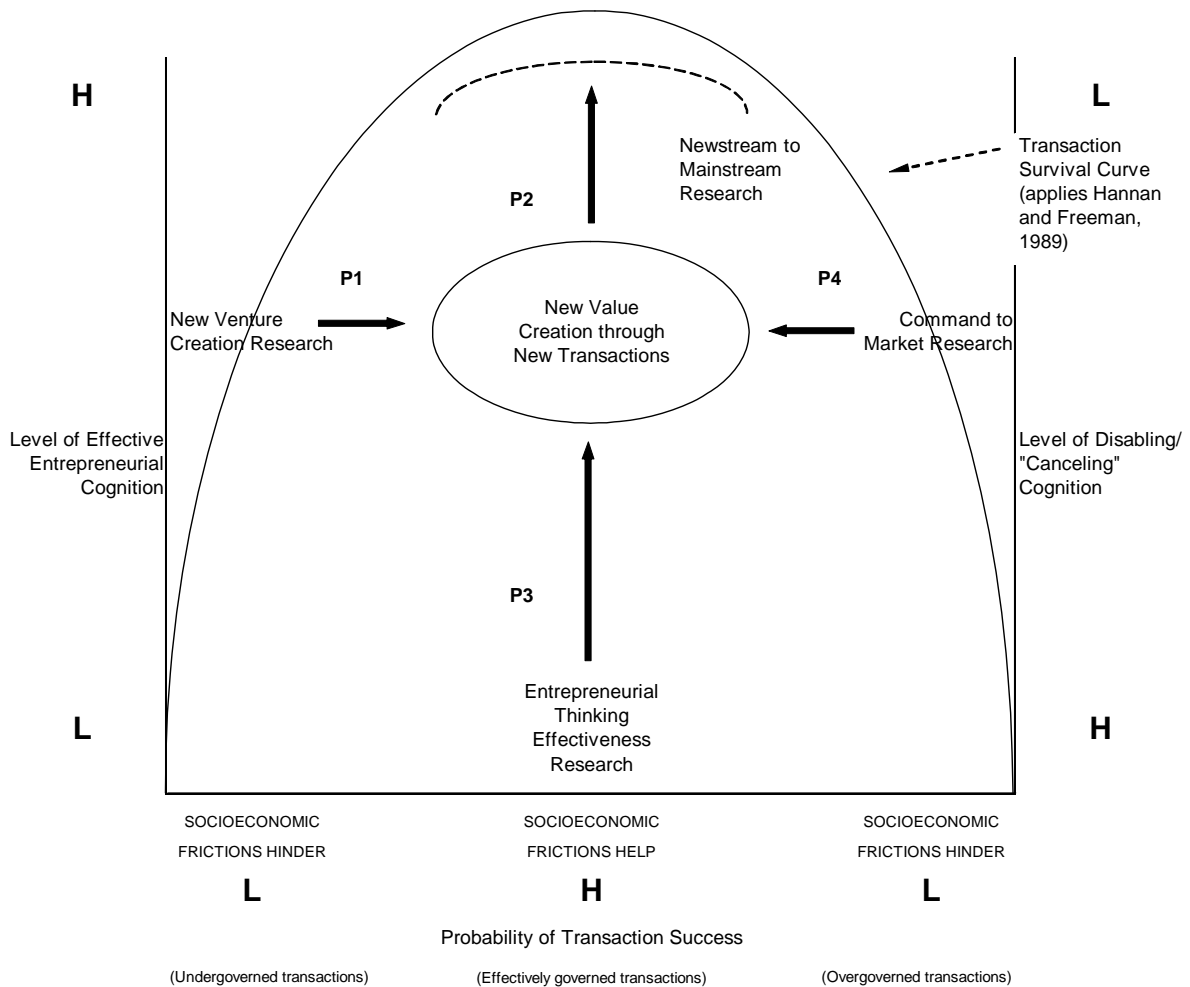 H
L
Newstream to
Mainstream
Research
Transaction
Survival Curve
(applies Hannan
and Freeman,
1989)
P2
P1
P4
New Venture
Creation Research
New Value
Creation through
New Transactions
Command to
Market Research
Level of Effective
Entrepreneurial
Cognition
Level of Disabling/
"Canceling"
Cognition
P3
Entrepreneurial
Thinking
Effectiveness
Research
L
H
SOCIOECONOMIC
FRICTIONS HINDER
L
SOCIOECONOMIC
FRICTIONS HELP
H
SOCIOECONOMIC
FRICTIONS HINDER
L
Probability of Transaction Success
(Undergoverned transactions)
(Effectively governed transactions)
(Overgoverned transactions)